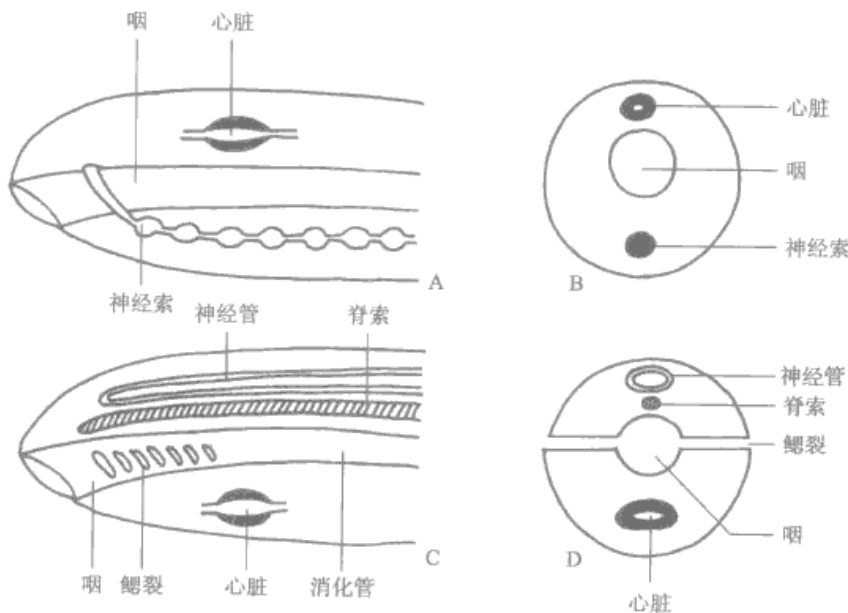 咽 心脏
心脏
咽
神经索
A B
神经索
神经管 脊索
神经管
脊索
鳃裂
咽
C D
咽 鳃裂 心脏 消化管
心脏